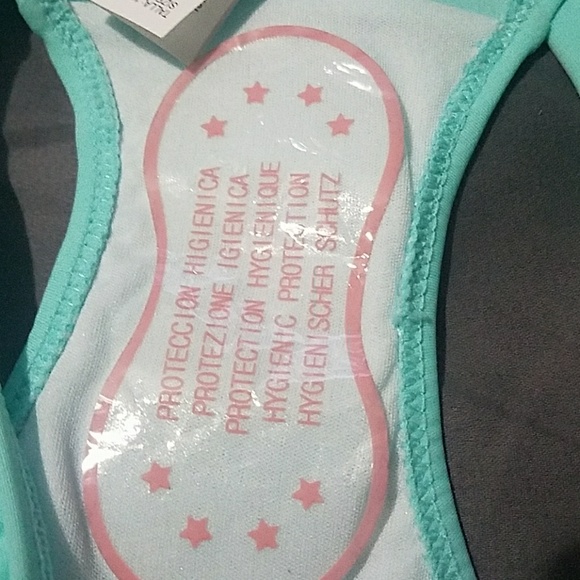 PROTECCION HIGIENICA
PROTEZIONE IGIENICA
PROTECTION HYGIENIQUE
HYGIENIC PROTECTION
HYGIENISCHER SCHUTZ